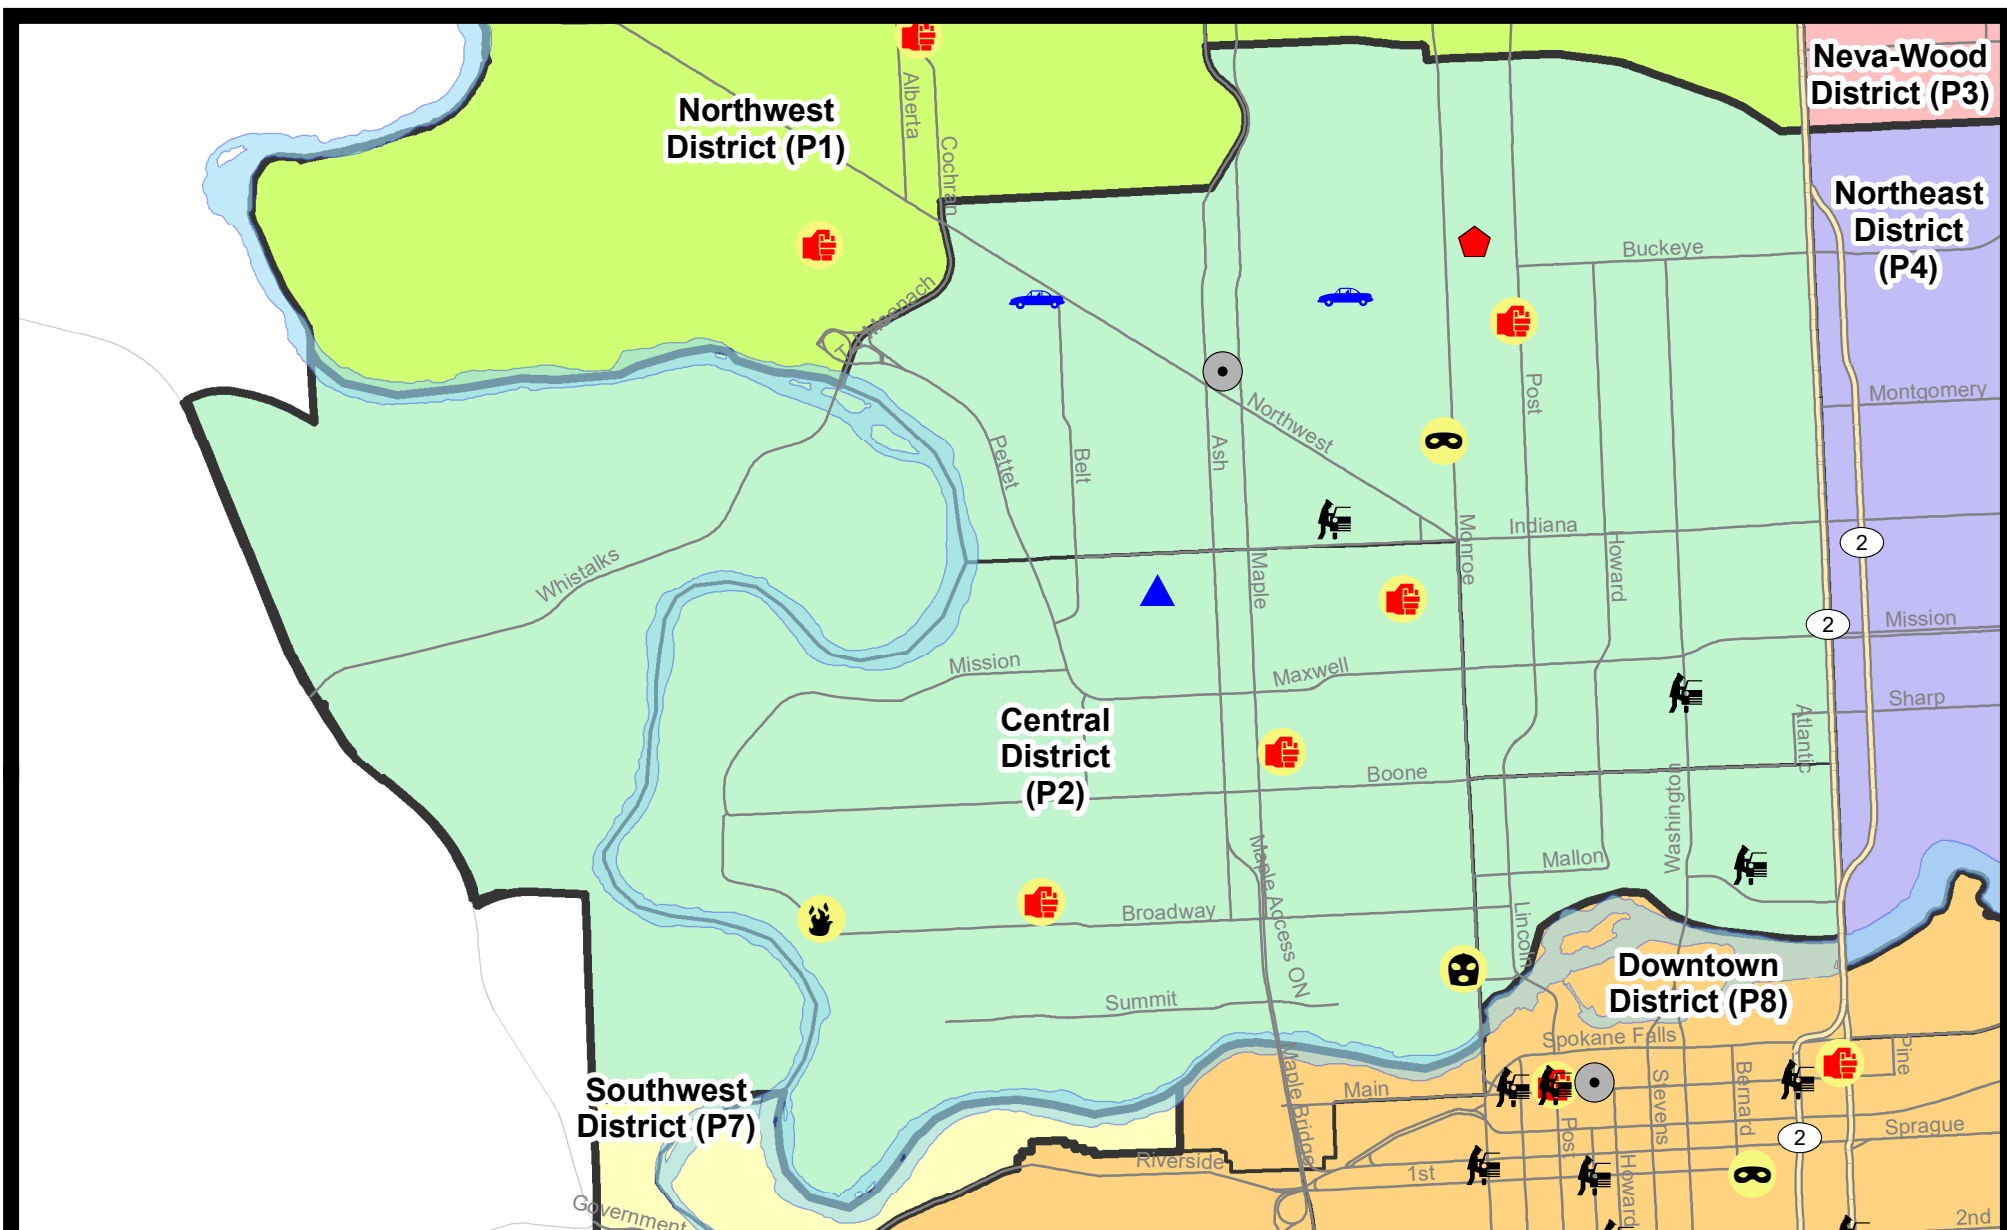 Neva-Wood
District (P3)
Northwest
District (P1)
Alberta
Cochran
Northeast
District
(P4)
Buckeye
Northwest
Post
Montgomery
Ash
Pettet
Belt
Indiana
Monroe
Howard
2
Whistalks
Maple
2
Mission
Mission
Maxwell
Sharp
Atlantic
Central
District
(P2)
Boone
Washington
Mallon
Maple Access ON
Broadway
Lincoln
Downtown
District (P8)
Summit
Spokane Falls
Pine
Southwest
District (P7)
Main
Maple Bridge
Stevens
Bernard
Post
2
Sprague
Riverside
1st
Howard
Government
2nd